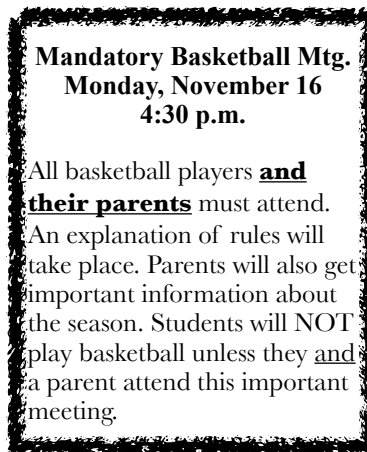 Mandatory Basketball Mtg.
Monday, November 16
4:30 p.m.
All basketball players and
their parents must attend.
An explanation of rules will
take place. Parents will also get
important information about
the season. Students will NOT
play basketball unless they and
a parent attend this important
meeting.